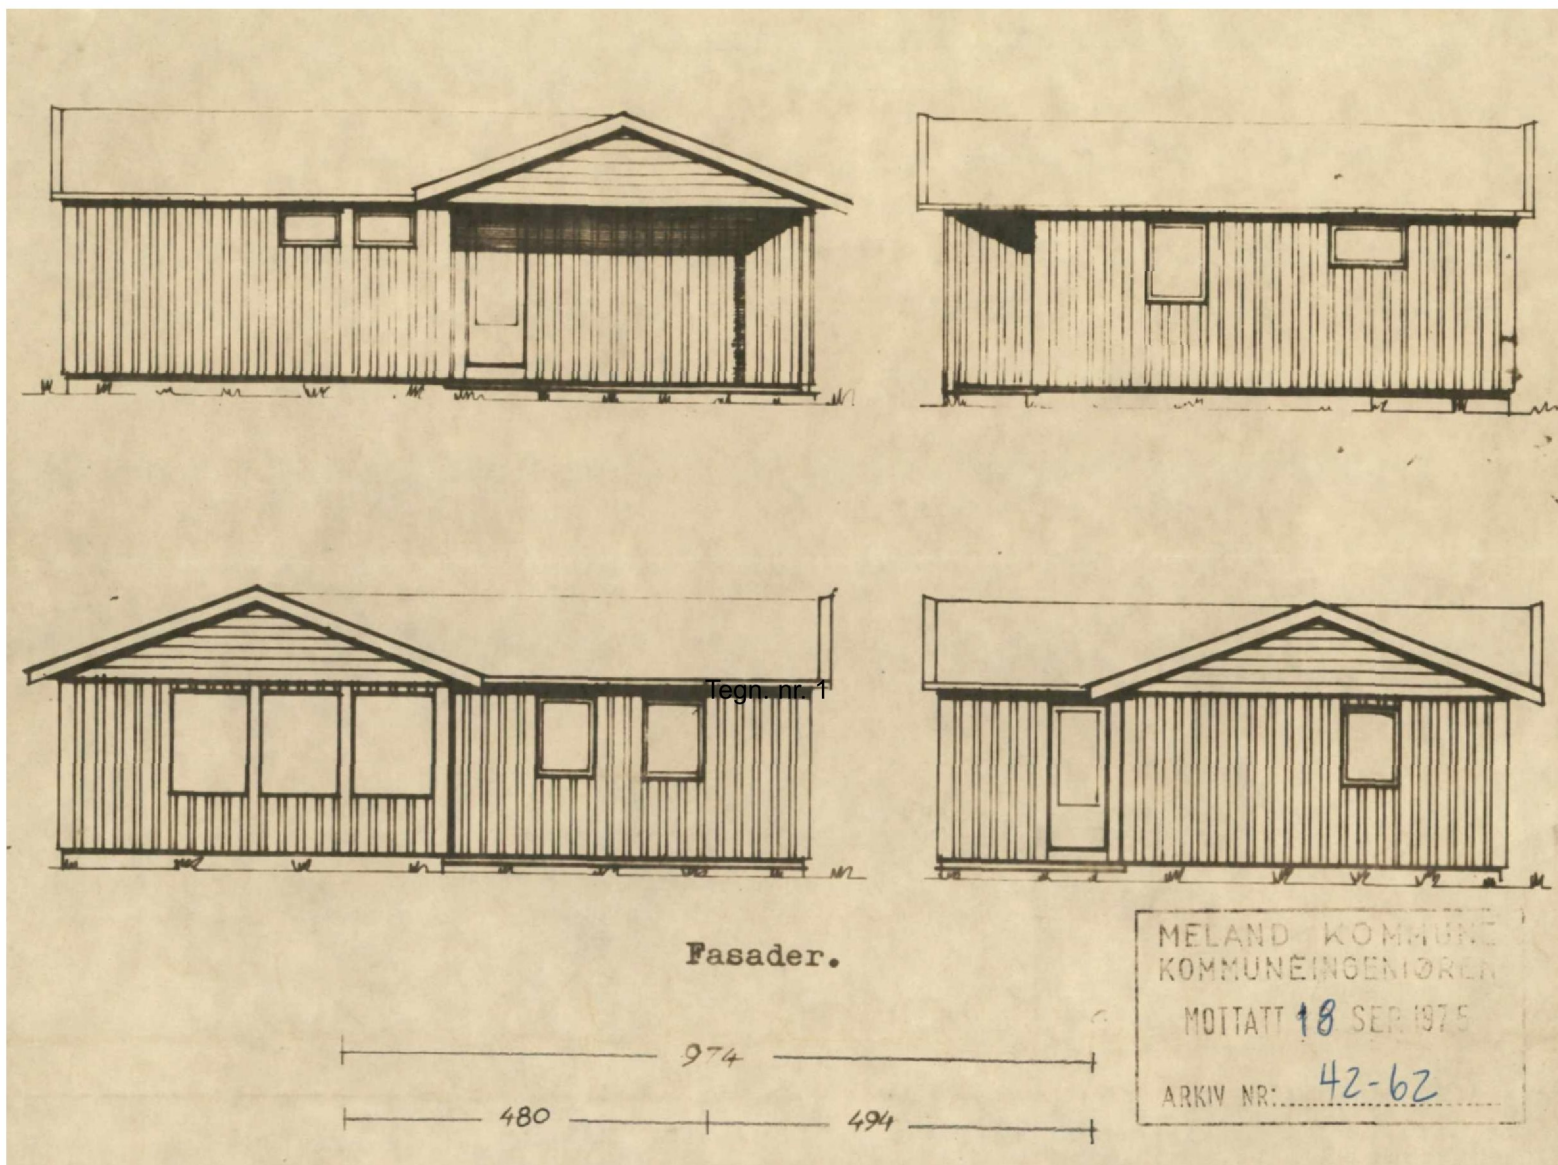 Tegn. nr. 1
Fasader.
974
480 494
MELAND KOMMUNE
KOMMUNEINGENIØREN
MOTTATT 18 SEP 1975
ARKIV NR: 42-62